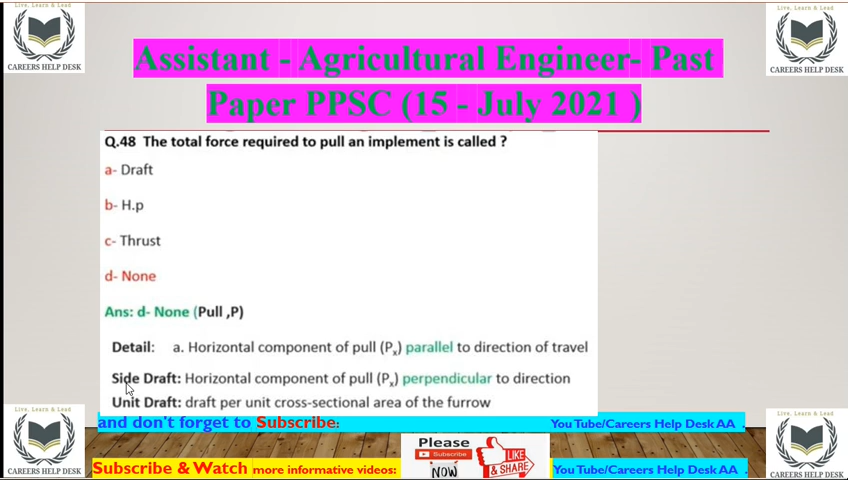 Live, Learn & Lead
CAREERS HELP DESK
Live, Learn & Lead
CAREERS HELP DESK
Assistant - Agricultural Engineer- Past
Paper PPSC (15 - July 2021 )
Q.48 The total force required to pull an implement is called ?
a- Draft
b- H.p
c- Thrust
d- None
Ans: d- None (Pull ,P)
Detail: a. Horizontal component of pull (Px) parallel to direction of travel
Side Draft: Horizontal component of pull (Px) perpendicular to direction
Unit Draft: draft per unit cross-sectional area of the furrow
and don't forget to Subscribe: You Tube/Careers Help Desk AA .
Live, Learn & Lead
CAREERS HELP DESK
Please
Subscribe
NOW
LIKE
& SHARE
Subscribe & Watch more informative videos: You Tube/Careers Help Desk AA .
Live, Learn & Lead
CAREERS HELP DESK